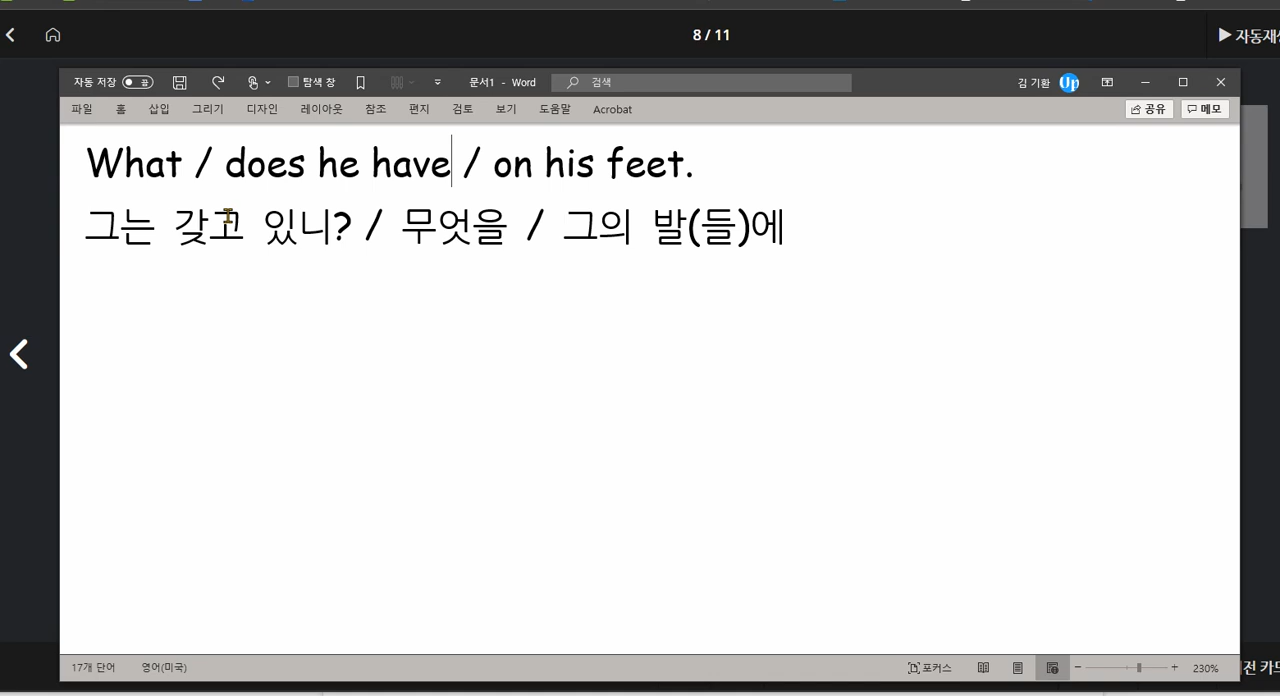 8 / 11
▶ 자동재생
자동 저장 끔 탐색 창 문서1 - Word 검색 김 기환 Up
파일 홈 삽입 그리기 디자인 레이아웃 참조 편지 검토 보기 도움말 Acrobat 공유 메모
What / does he have / on his feet.
그는 갖고 있니? / 무엇을 / 그의 발(들)에
17개 단어 영어(미국) 포커스 - + 230%
전 카드